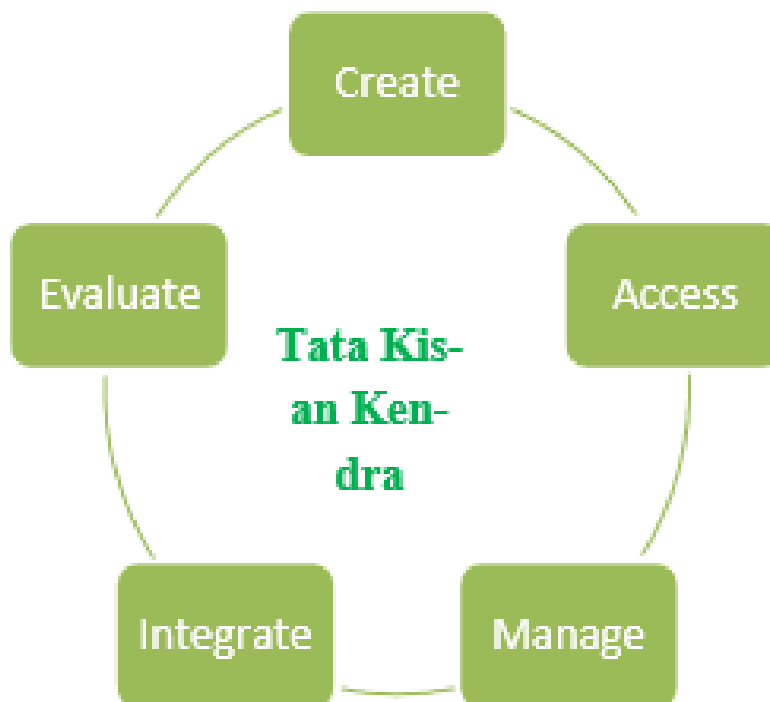 Create
Evaluate
Access
Tata Kis-
an Ken-
dra
Integrate
Manage